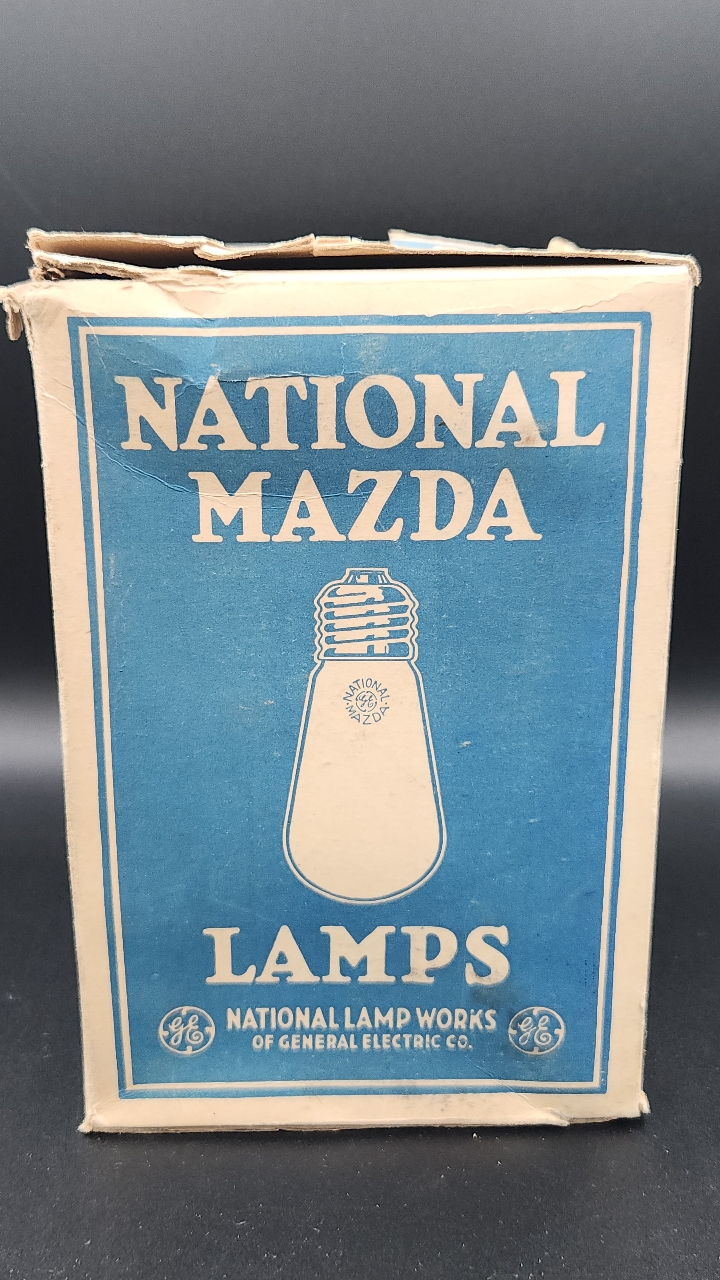 NATIONAL
MAZDA
NATIONAL
GE
MAZDA
LAMPS
GE
NATIONAL LAMP WORKS
OF GENERAL ELECTRIC CO.
GE